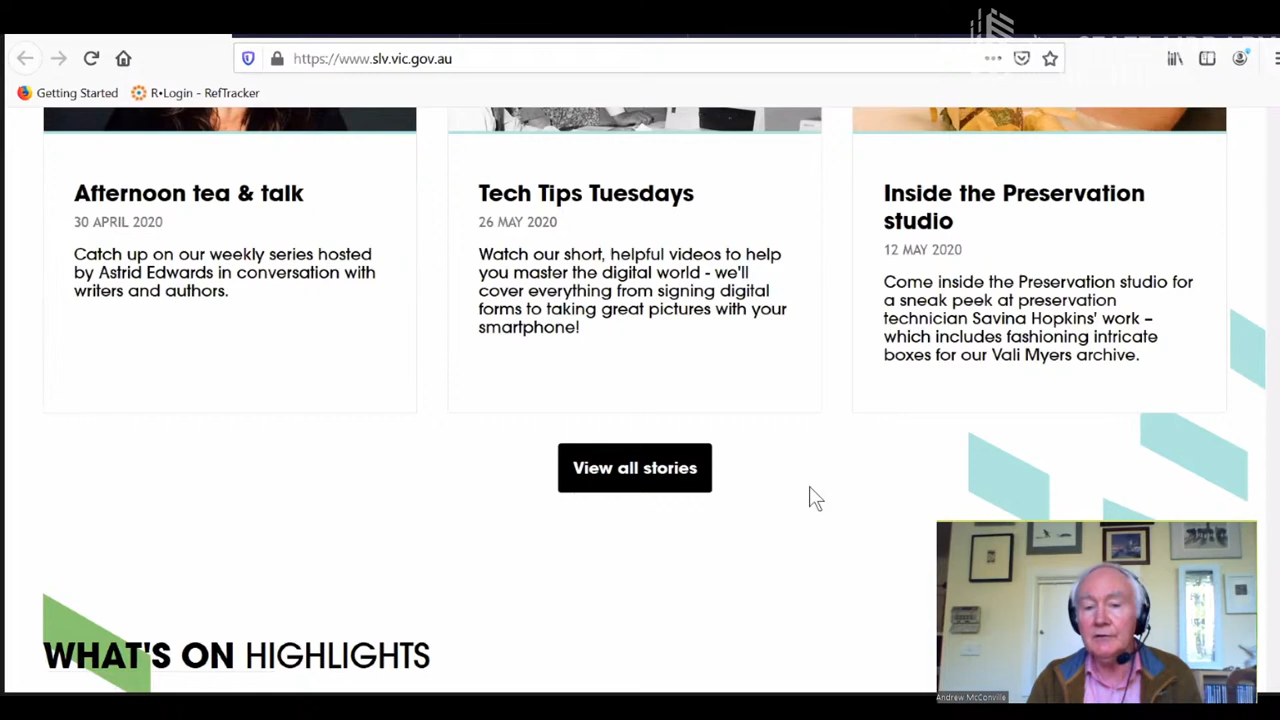 https://www.slv.vic.gov.au
Getting Started
R•Login - RefTracker
Afternoon tea & talk
30 APRIL 2020
Catch up on our weekly series hosted
by Astrid Edwards in conversation with
writers and authors.
Tech Tips Tuesdays
26 MAY 2020
Watch our short, helpful videos to help
you master the digital world - we'll
cover everything from signing digital
forms to taking great pictures with your
smartphone!
Inside the Preservation
studio
12 MAY 2020
Come inside the Preservation studio for
a sneak peek at preservation
technician Savina Hopkins' work –
which includes fashioning intricate
boxes for our Vali Myers archive.
View all stories
WHAT'S ON HIGHLIGHTS
Andrew McConville